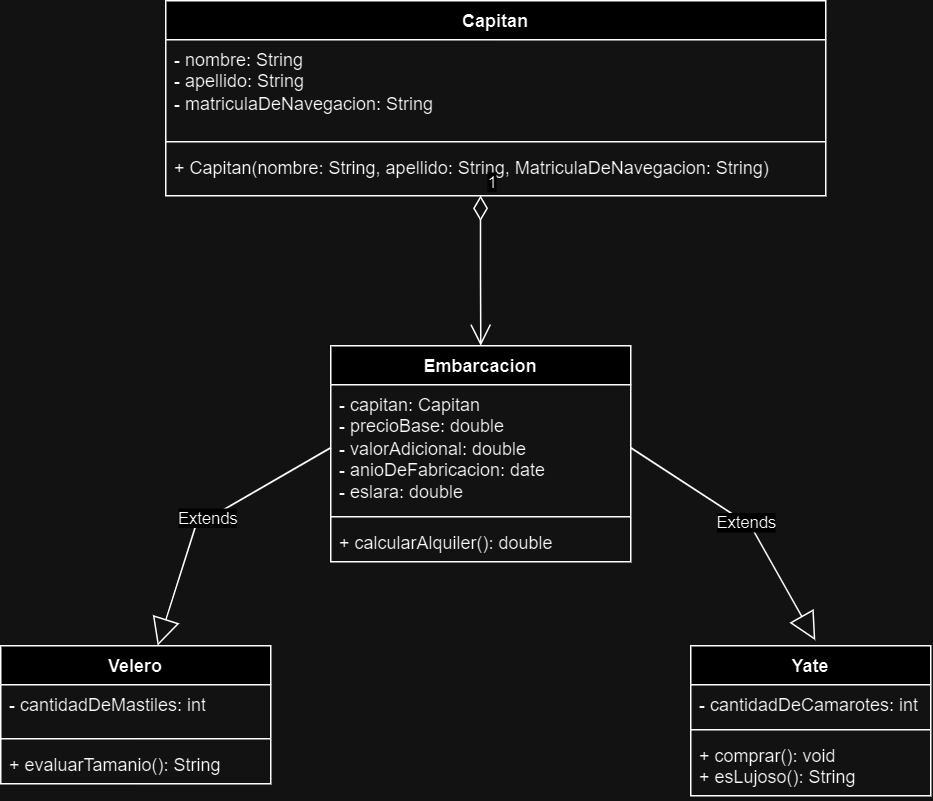 Capitan
- nombre: String
- apellido: String
- matriculaDeNavegacion: String
+ Capitan(nombre: String, apellido: String, MatriculaDeNavegacion: String)
1
Embarcacion
- capitan: Capitan
- precioBase: double
- valorAdicional: double
- anioDeFabricacion: date
- eslara: double
+ calcularAlquiler(): double
Extends
Extends
Velero
- cantidadDeMastiles: int
+ evaluarTamanio(): String
Yate
- cantidadDeCamarotes: int
+ comprar(): void
+ esLujoso(): String